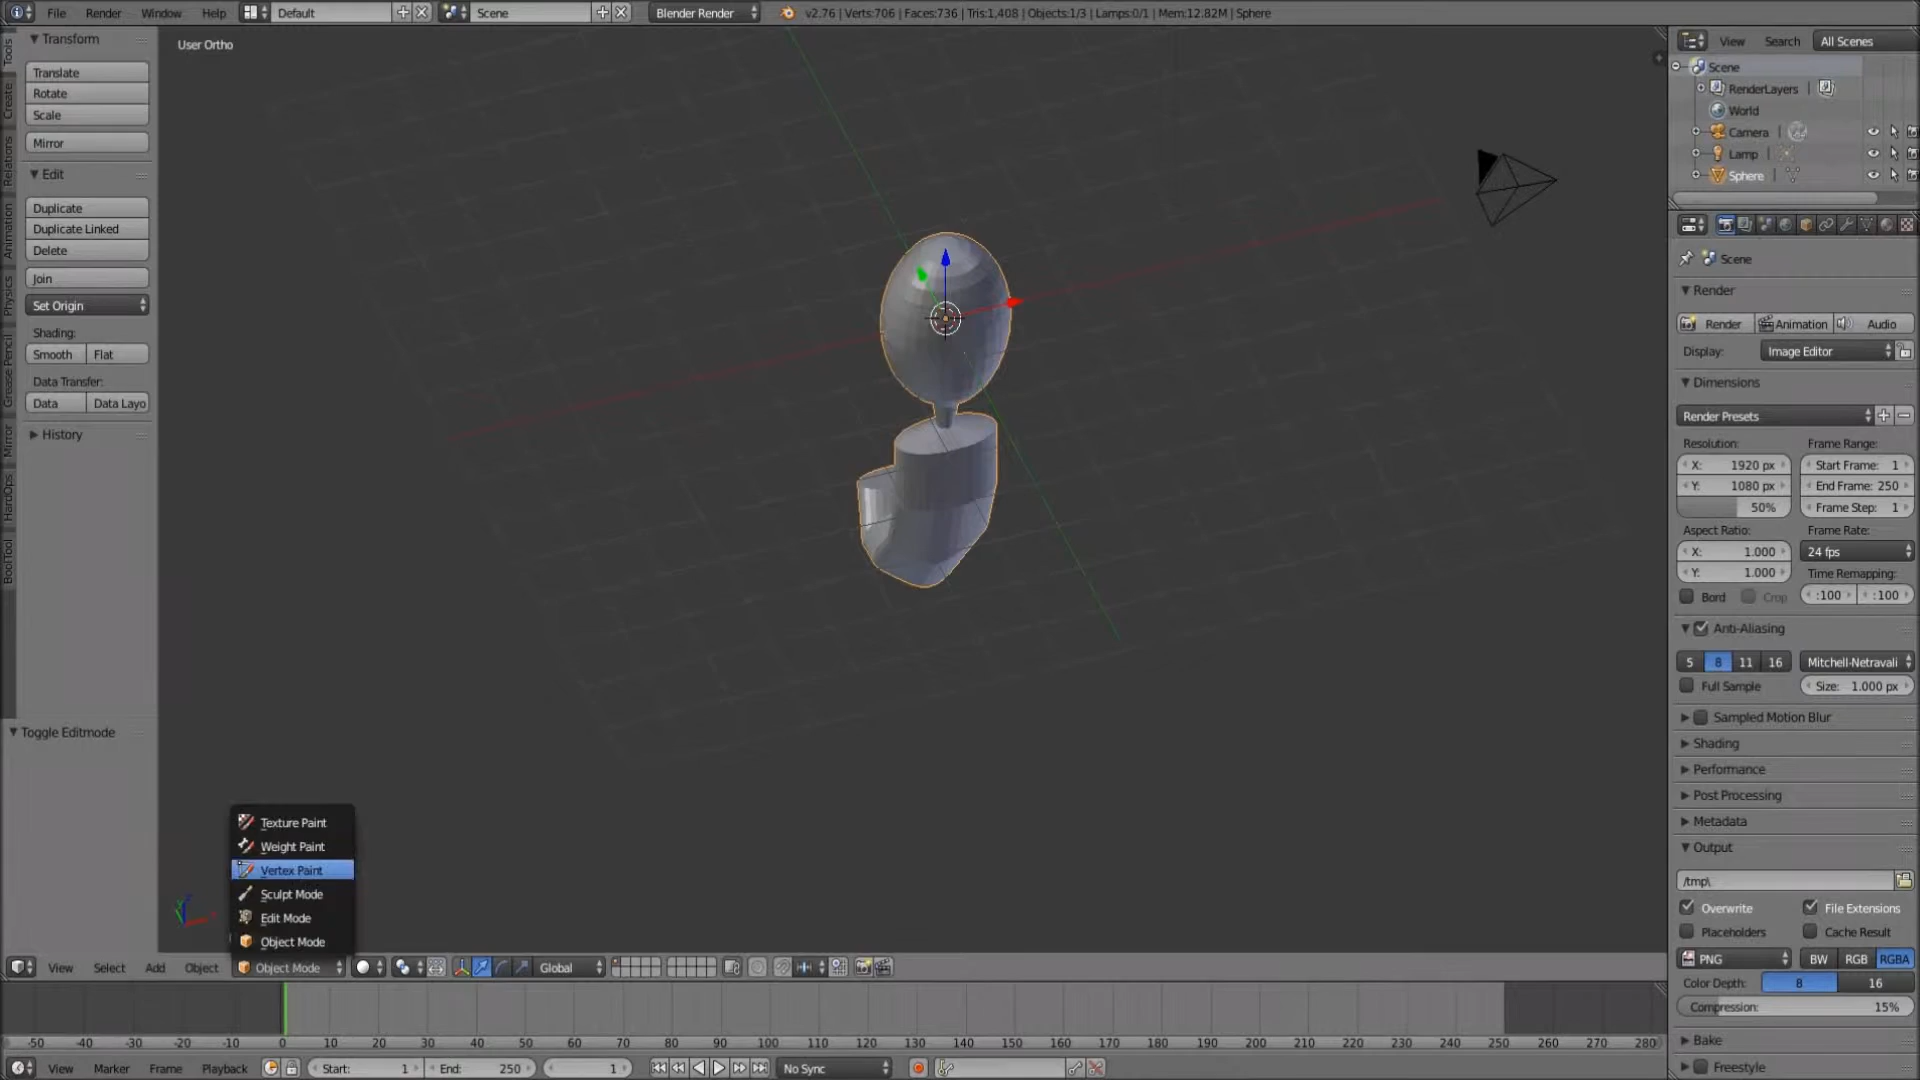 File Render Window Help Default Scene Blender Render v2.76 | Verts:706 | Faces:736 | Tris:1,408 | Objects:1/3 | Lamps:0/1 | Mem:12.82M | Sphere
Tools
Create
Relations
Animation
Physics
Grease Pencil
Mirror
HardOps
BoolTool
Transform
Translate
Rotate
Scale
Mirror
Edit
Duplicate
Duplicate Linked
Delete
Join
Set Origin
Shading:
Smooth Flat
Data Transfer:
Data Data Layo
History
Toggle Editmode
User Ortho
Texture Paint
Weight Paint
Vertex Paint
Sculpt Mode
Edit Mode
Object Mode
View Select Add Object Object Mode Global
View Search All Scenes
Scene
RenderLayers |
World
Camera |
Lamp |
Sphere |
Scene
Render
Render Animation Audio
Display: Image Editor
Dimensions
Render Presets
Resolution: Frame Range:
X: 1920 px Start Frame: 1
Y: 1080 px End Frame: 250
50% Frame Step: 1
Aspect Ratio: Frame Rate:
X: 1.000 24 fps
Y: 1.000 Time Remapping:
Bord Crop :100 :100
Anti-Aliasing
5 8 11 16 Mitchell-Netravali
Full Sample Size: 1.000 px
Sampled Motion Blur
Shading
Performance
Post Processing
Metadata
Output
/tmp\
Overwrite File Extensions
Placeholders Cache Result
PNG BW RGB RGBA
Color Depth: 8 16
Compression: 15%
Bake
Freestyle
-50 -40 -30 -20 -10 0 10 20 30 40 50 60 70 80 90 100 110 120 130 140 150 160 170 180 190 200 210 220 230 240 250 260 270 280
View Marker Frame Playback Start: 1 End: 250 1 No Sync